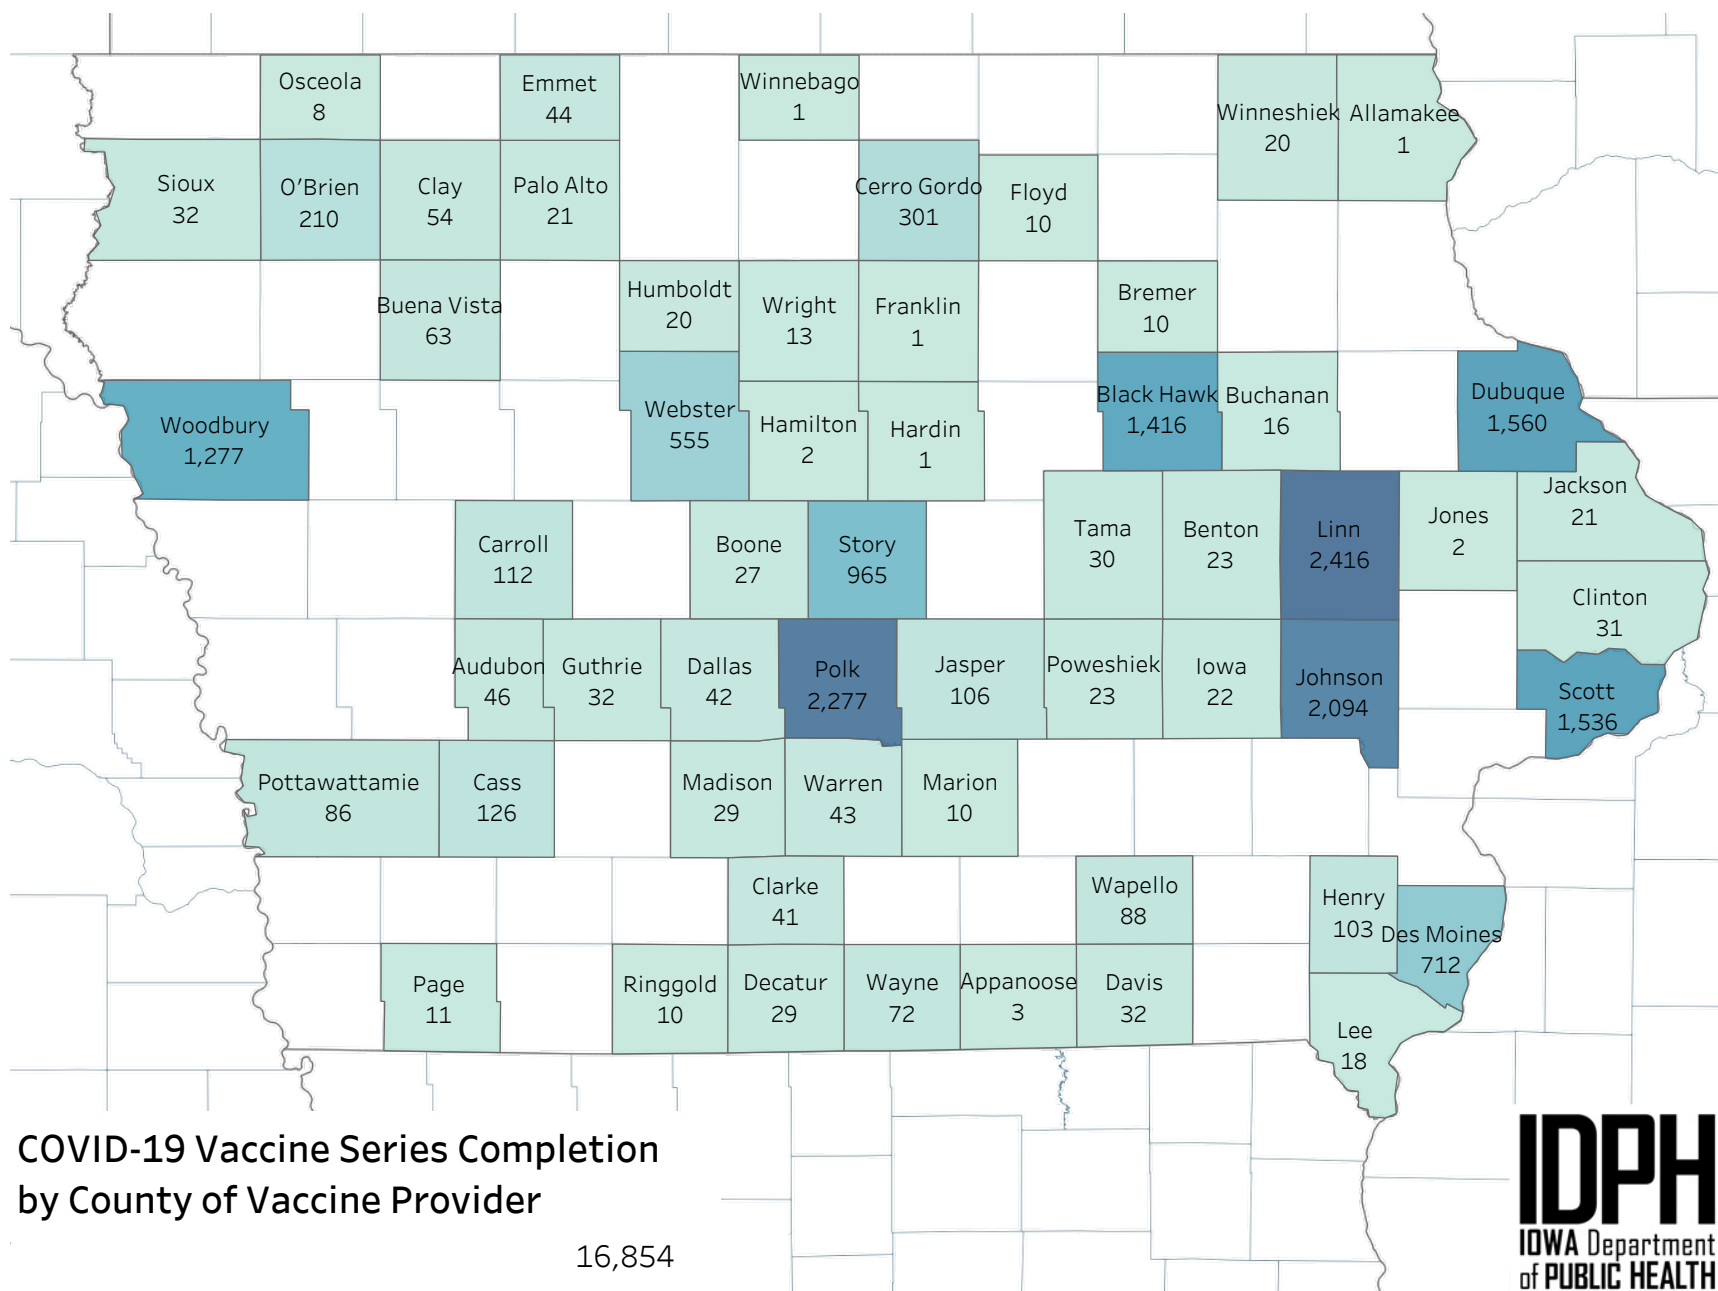 Osceola
8
Emmet
44
Winnebago
1
Winneshiek
20
Allamakee
1
Sioux
32
O'Brien
210
Clay
54
Palo Alto
21
Cerro Gordo
301
Floyd
10
Buena Vista
63
Humboldt
20
Wright
13
Franklin
1
Bremer
10
Woodbury
1,277
Webster
555
Hamilton
2
Hardin
1
Black Hawk
1,416
Buchanan
16
Dubuque
1,560
Jackson
21
Carroll
112
Boone
27
Story
965
Tama
30
Benton
23
Linn
2,416
Jones
2
Clinton
31
Audubon
46
Guthrie
32
Dallas
42
Polk
2,277
Jasper
106
Poweshiek
23
Iowa
22
Johnson
2,094
Scott
1,536
Pottawattamie
86
Cass
126
Madison
29
Warren
43
Marion
10
Clarke
41
Wapello
88
Henry
103
Des Moines
712
Page
11
Ringgold
10
Decatur
29
Wayne
72
Appanoose
3
Davis
32
Lee
18
COVID-19 Vaccine Series Completion
by County of Vaccine Provider
16,854
IDPH
IOWA Department
of PUBLIC HEALTH